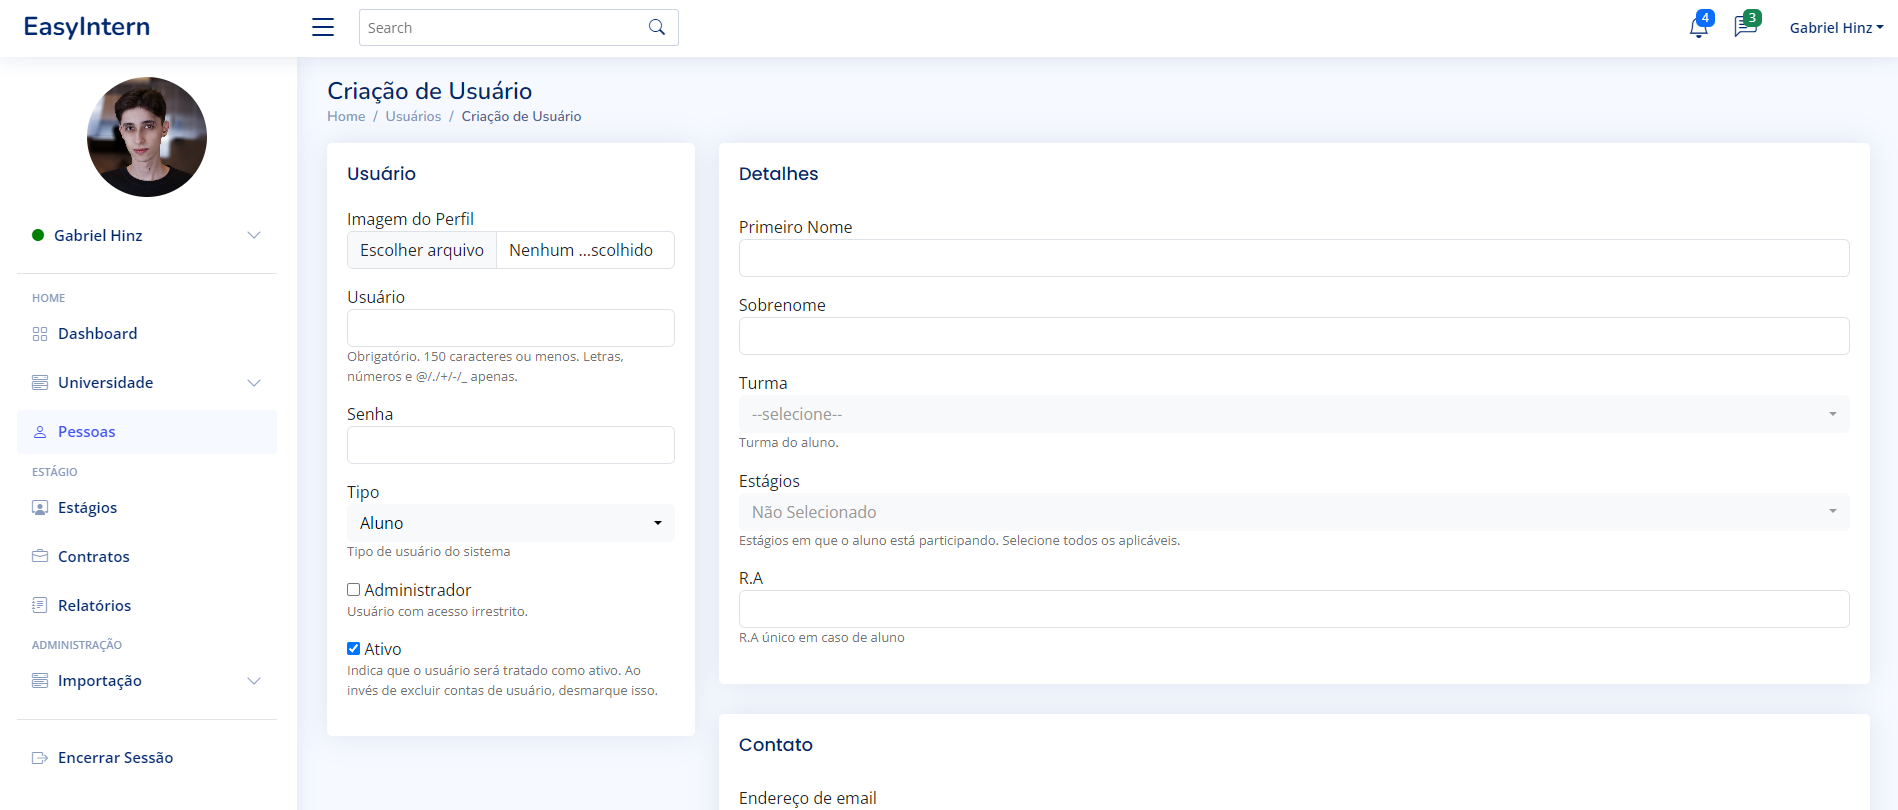 EasyIntern
Search
4
3
Gabriel Hinz
Gabriel Hinz
HOME
Dashboard
Universidade
Pessoas
ESTÁGIO
Estágios
Contratos
Relatórios
ADMINISTRAÇÃO
Importação
Encerrar Sessão
Criação de Usuário
Home / Usuários / Criação de Usuário
Usuário
Imagem do Perfil
Escolher arquivo Nenhum ...scolhido
Usuário
Obrigatório. 150 caracteres ou menos. Letras,
números e @/./+/-/_ apenas.
Senha
Tipo
Aluno
Tipo de usuário do sistema
Administrador
Usuário com acesso irrestrito.
Ativo
Indica que o usuário será tratado como ativo. Ao
invés de excluir contas de usuário, desmarque isso.
Detalhes
Primeiro Nome
Sobrenome
Turma
--selecione--
Turma do aluno.
Estágios
Não Selecionado
Estágios em que o aluno está participando. Selecione todos os aplicáveis.
R.A
R.A único em caso de aluno
Contato
Endereço de email